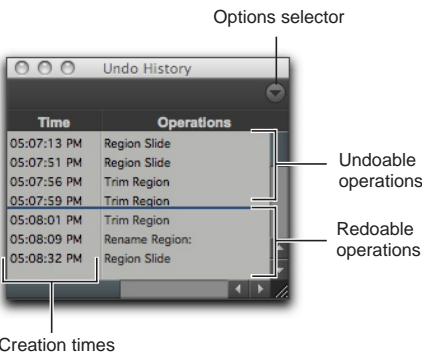 Options selector
Undo History
Time Operations
05:07:13 PM Region Slide
05:07:51 PM Region Slide
05:07:56 PM Trim Region
05:07:59 PM Trim Region
05:08:01 PM Trim Region
05:08:09 PM Rename Region:
05:08:32 PM Region Slide
Undoable
operations
Redoable
operations
Creation times